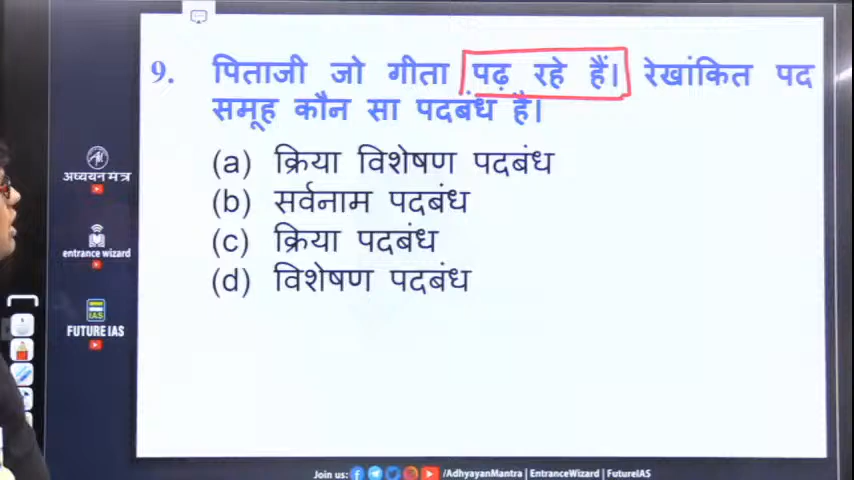 9. पिताजी जो गीता पढ़ रहे हैं। रेखांकित पद
समूह कौन सा पदबंध है।
(a) क्रिया विशेषण पदबंध
(b) सर्वनाम पदबंध
(c) क्रिया पदबंध
(d) विशेषण पदबंध
अध्ययन मंत्र
entrance wizard
IAS
FUTURE IAS
Join us: /AdhyayanMantra | EntranceWizard | FutureIAS